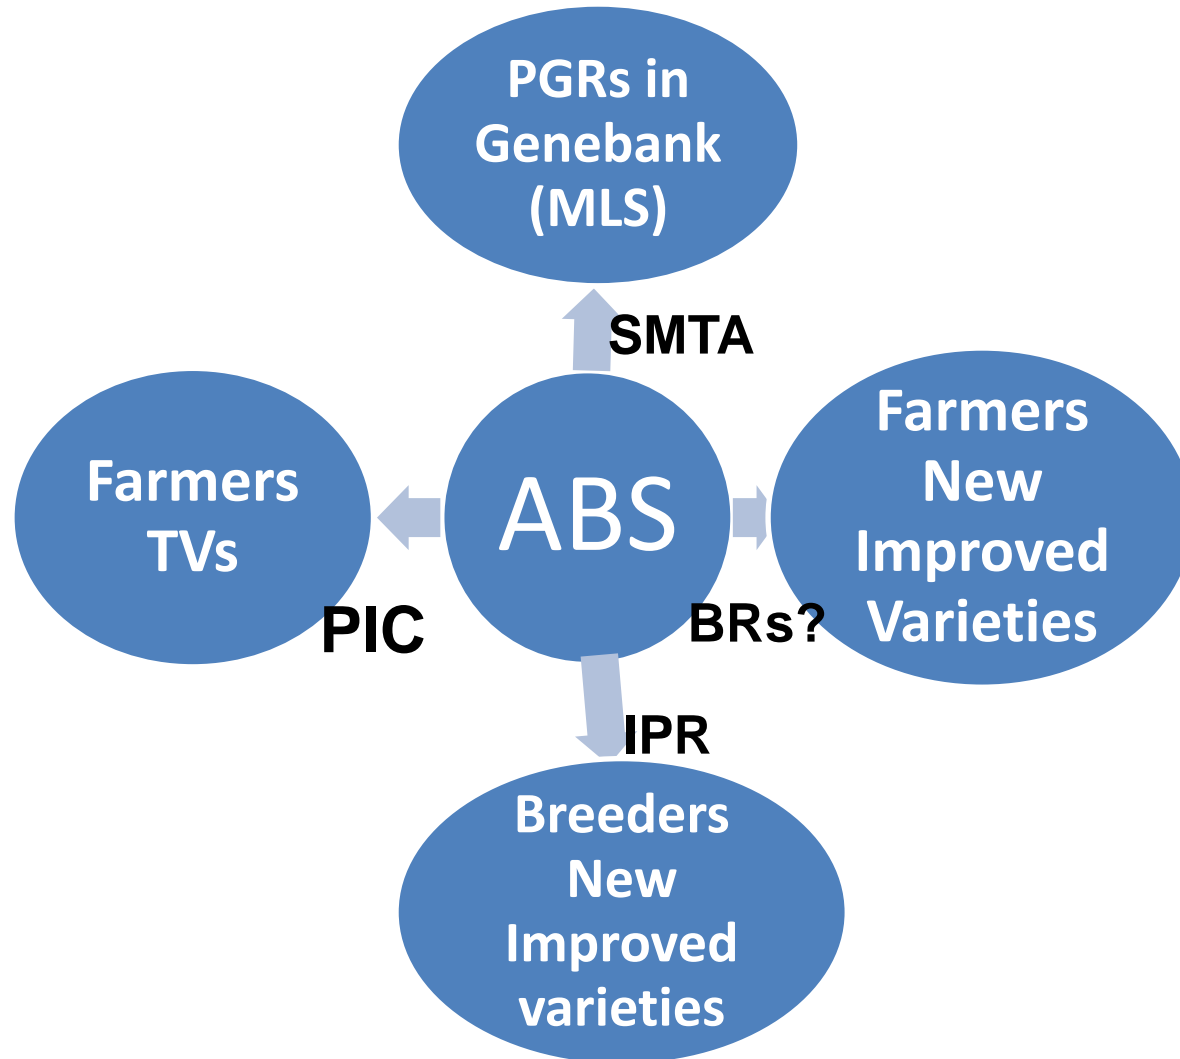 PGRs in
Genebank
(MLS)
SMTA
Farmers
TVs
PIC
ABS
BRs?
Farmers
New
Improved
Varieties
IPR
Breeders
New
Improved
varieties